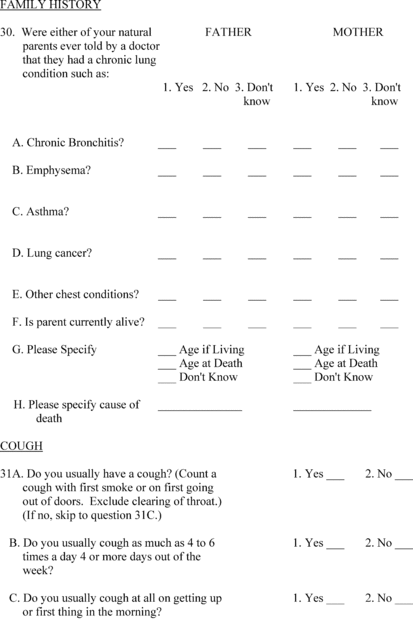 FAMILY HISTORY
30. Were either of your natural FATHER MOTHER
parents ever told by a doctor
that they had a chronic lung
condition such as:
1. Yes 2. No 3. Don't 1. Yes 2. No 3. Don't
know know
A. Chronic Bronchitis? ___ ___ ___ ___ ___ ___
B. Emphysema? ___ ___ ___ ___ ___ ___
C. Asthma? ___ ___ ___ ___ ___ ___
D. Lung cancer? ___ ___ ___ ___ ___ ___
E. Other chest conditions? ___ ___ ___ ___ ___ ___
F. Is parent currently alive? ___ ___ ___ ___ ___ ___
G. Please Specify ___ Age if Living ___ Age if Living
___ Age at Death ___ Age at Death
___ Don't Know ___ Don't Know
H. Please specify cause of ______________ _____________
death
COUGH
31A. Do you usually have a cough? (Count a 1. Yes ___ 2. No ___
cough with first smoke or on first going
out of doors. Exclude clearing of throat.)
(If no, skip to question 31C.)
B. Do you usually cough as much as 4 to 6 1. Yes ___ 2. No ___
times a day 4 or more days out of the
week?
C. Do you usually cough at all on getting up 1. Yes ___ 2. No ___
or first thing in the morning?